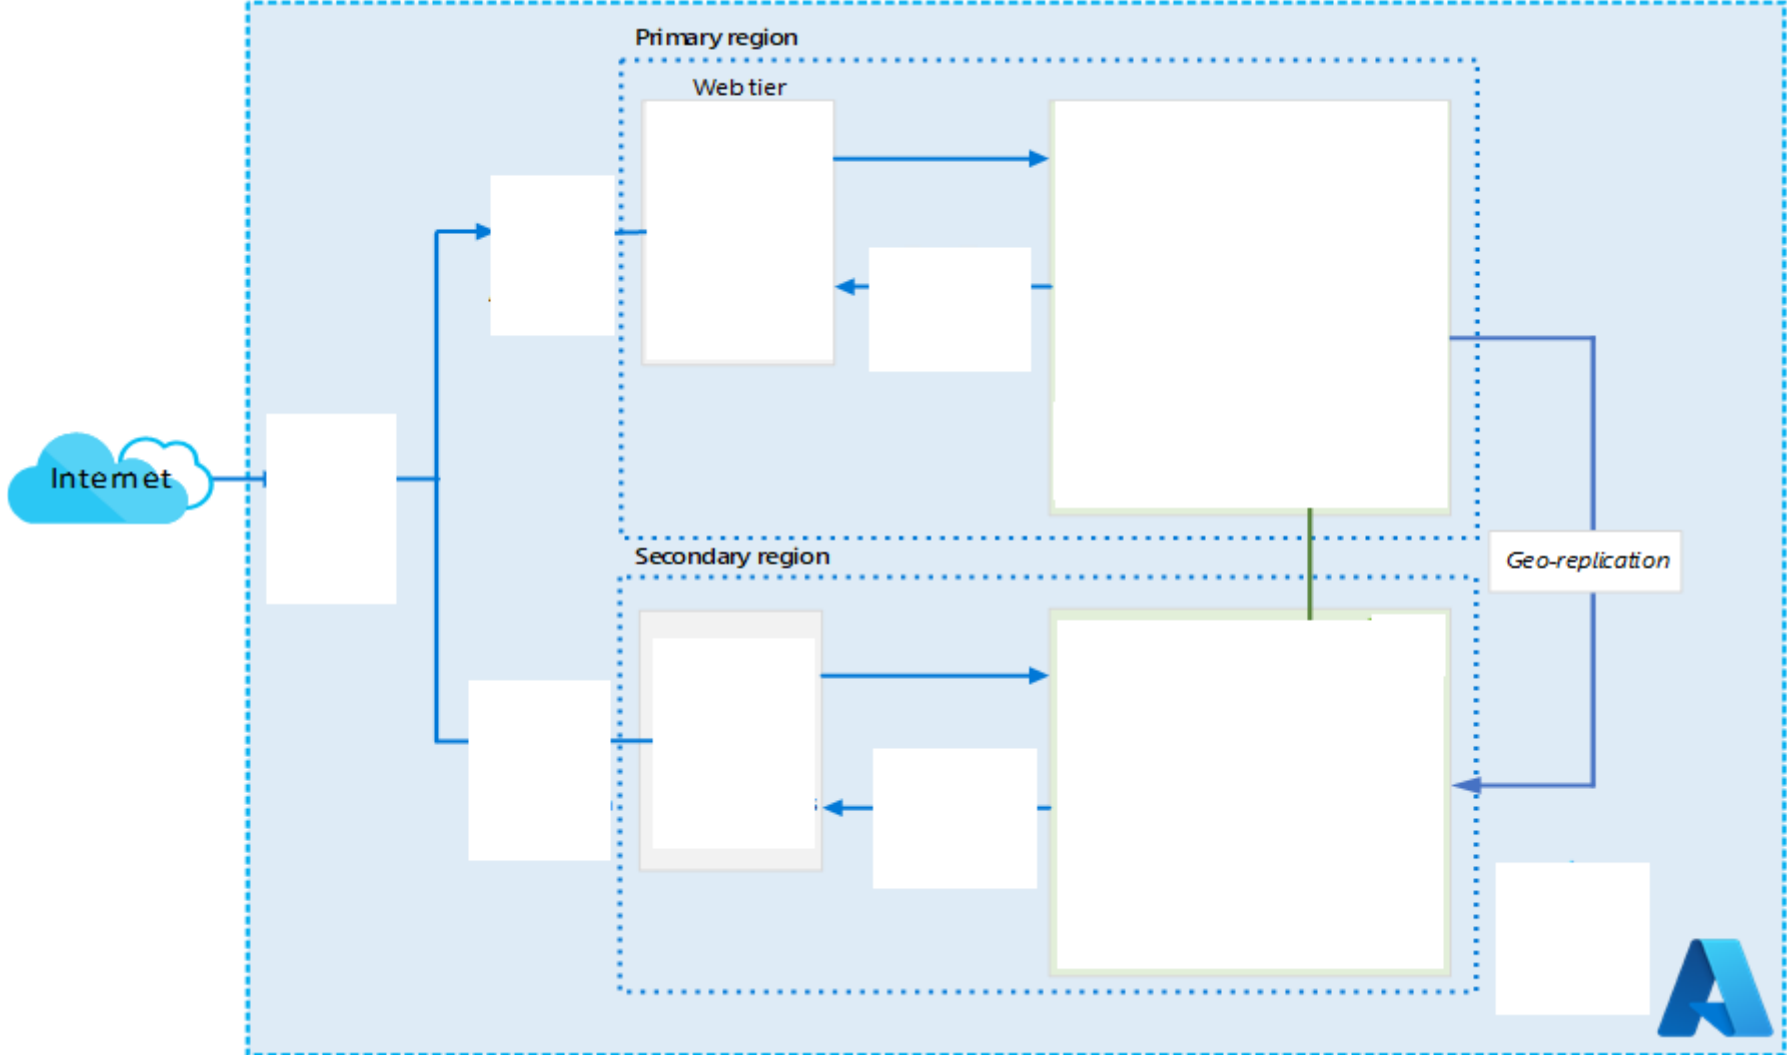 Primary region
Web tier
Internet
Secondary region
Geo-replication